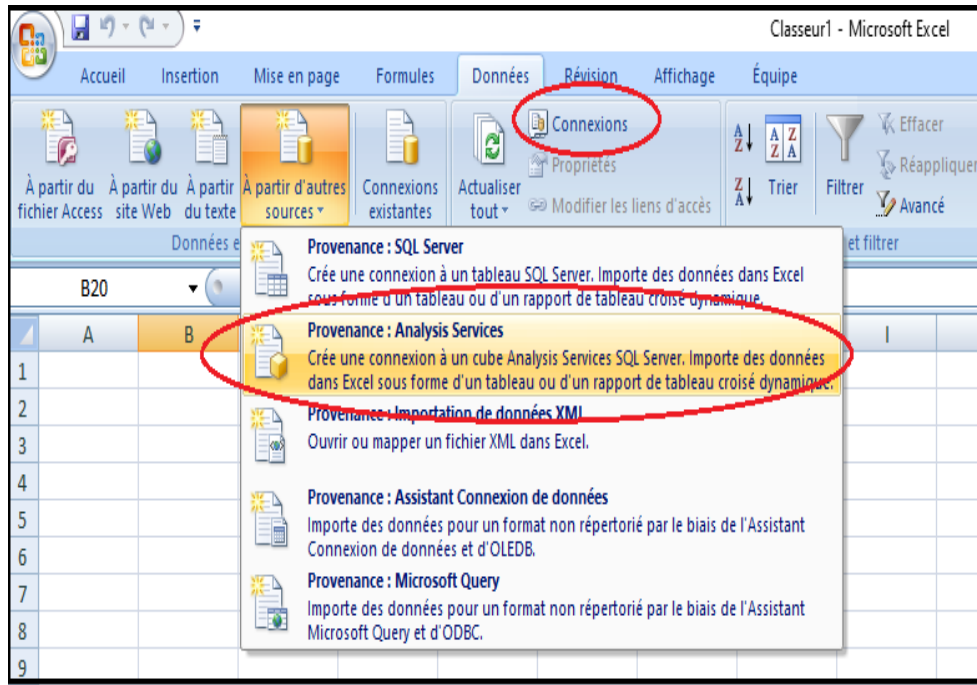 Classeur1 - Microsoft Excel
Accueil Insertion Mise en page Formules Données Révision Affichage Équipe
À partir du fichier Access
À partir du site Web
À partir du texte
À partir d'autres sources
Connexions existantes
Actualiser tout
Connexions
Propriétés
Modifier les liens d'accès
A Z
Z A
A Z
Z A
Trier
Filtrer
Effacer
Réappliquer
Avancé
Données e
et filtrer
B20
A B I
1
2
3
4
5
6
7
8
9
Provenance : SQL Server
Crée une connexion à un tableau SQL Server. Importe des données dans Excel
sous forme d'un tableau ou d'un rapport de tableau croisé dynamique.
Provenance : Analysis Services
Crée une connexion à un cube Analysis Services SQL Server. Importe des données
dans Excel sous forme d'un tableau ou d'un rapport de tableau croisé dynamique.
Provenance : Importation de données XML
Ouvrir ou mapper un fichier XML dans Excel.
Provenance : Assistant Connexion de données
Importe des données pour un format non répertorié par le biais de l'Assistant
Connexion de données et d'OLEDB.
Provenance : Microsoft Query
Importe des données pour un format non répertorié par le biais de l'Assistant
Microsoft Query et d'ODBC.